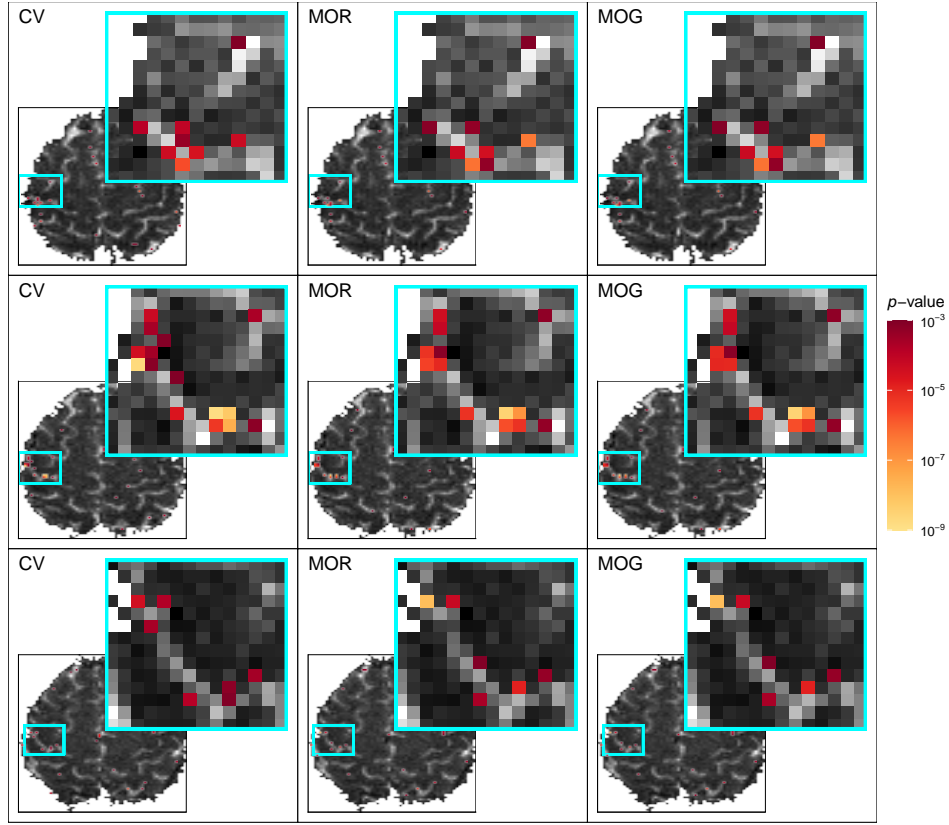 CV MOR MOG
CV MOR MOG
p−value
10⁻³
10⁻⁵
10⁻⁷
10⁻⁹
CV MOR MOG